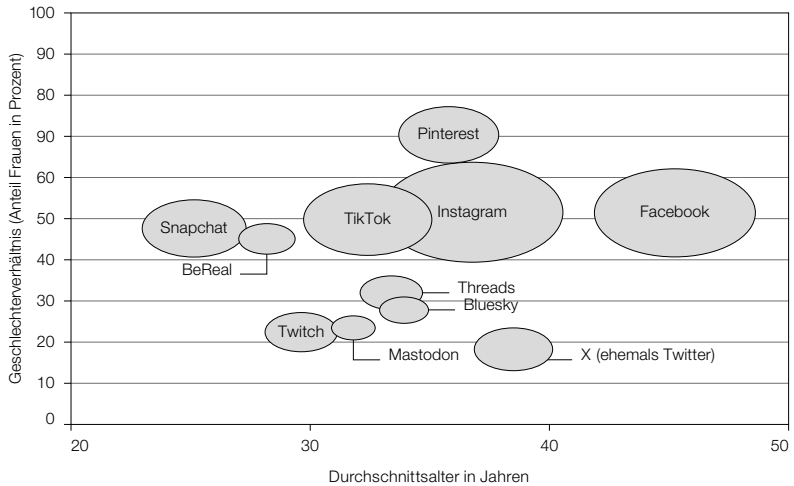 100
90
80
90
60
50
40
30
20
10
0
Geschlechterverhältnis (Anteil Frauen in Prozent)
Pinterest
Snapchat
TikTok
Instagram
Facebook
BeReal
Threads
Bluesky
Twitch
Mastodon
X (ehemals Twitter)
20
30
40
50
Durchschnittsalter in Jahren